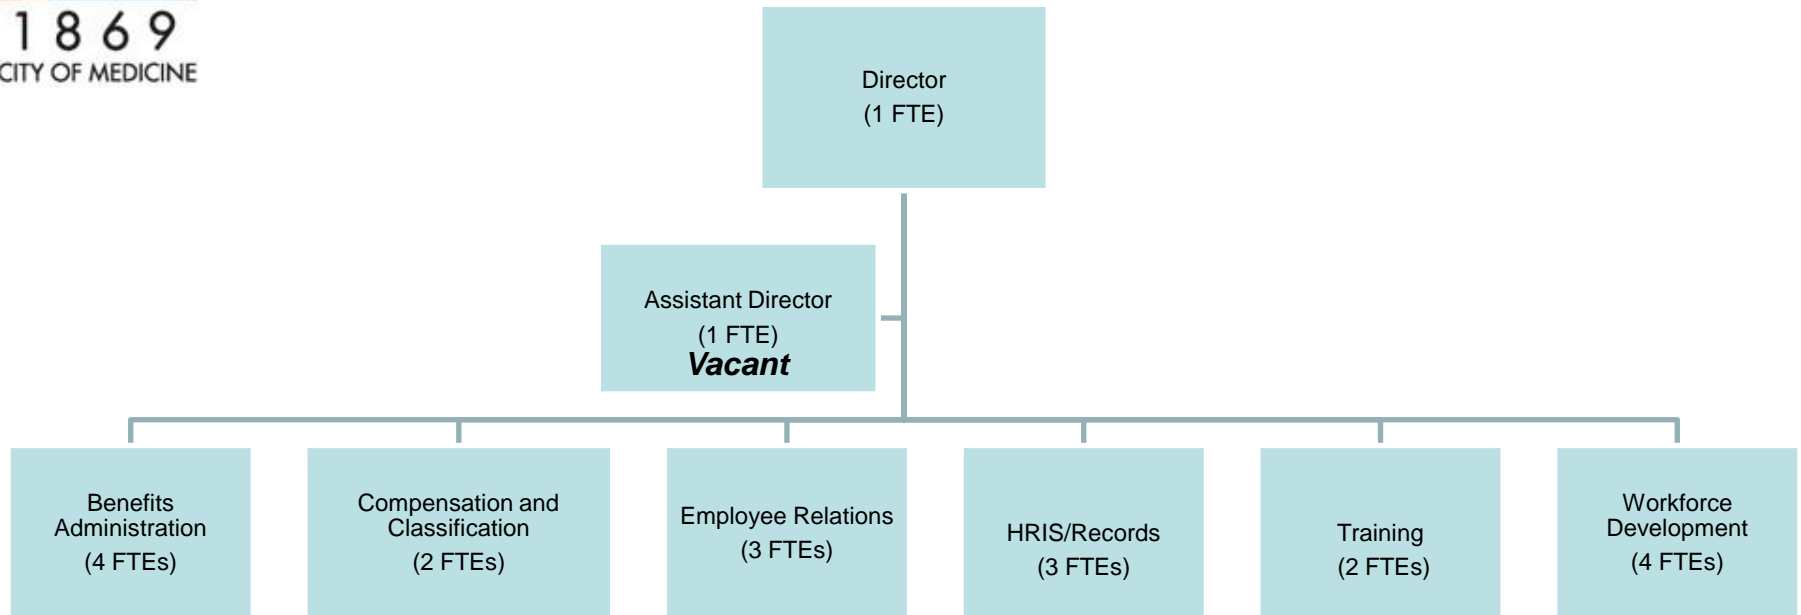 1869
CITY OF MEDICINE
Director
(1 FTE)
Assistant Director
(1 FTE)
Vacant
Benefits
Administration
(4 FTEs)
Compensation and
Classification
(2 FTEs)
Employee Relations
(3 FTEs)
HRIS/Records
(3 FTEs)
Training
(2 FTEs)
Workforce
Development
(4 FTEs)